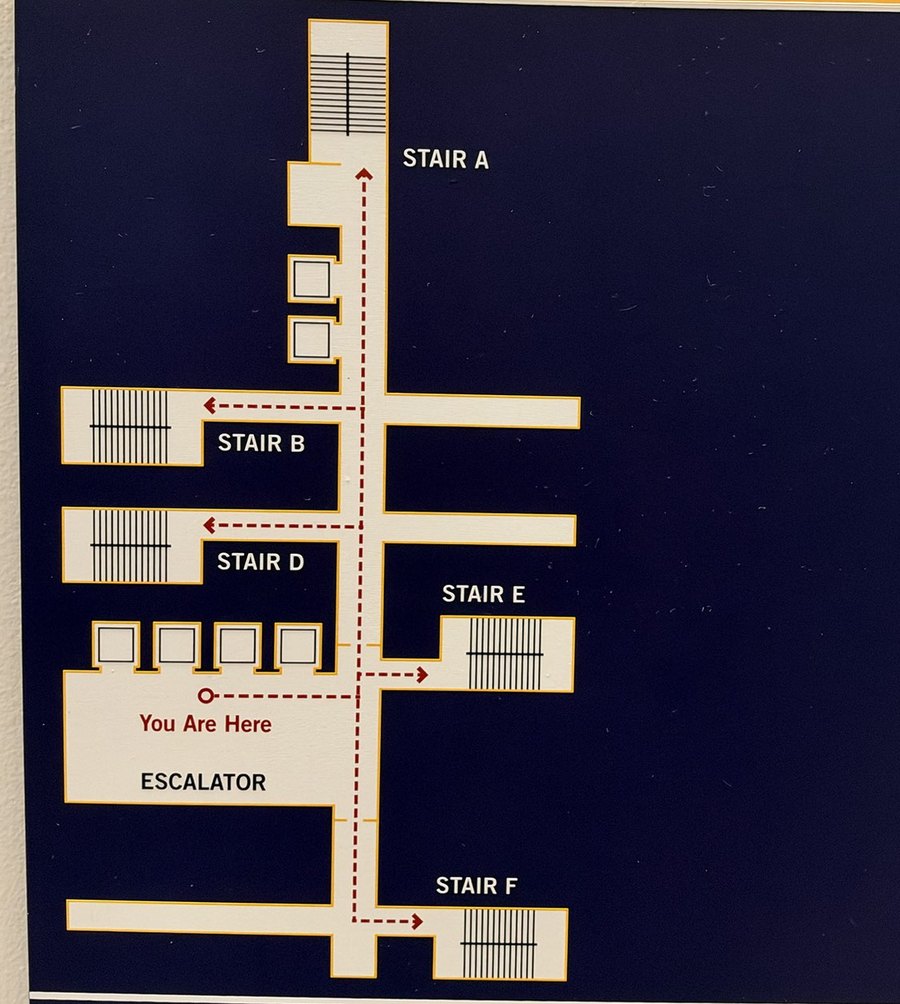 STAIR A
STAIR B
STAIR D
STAIR E
You Are Here
ESCALATOR
STAIR F